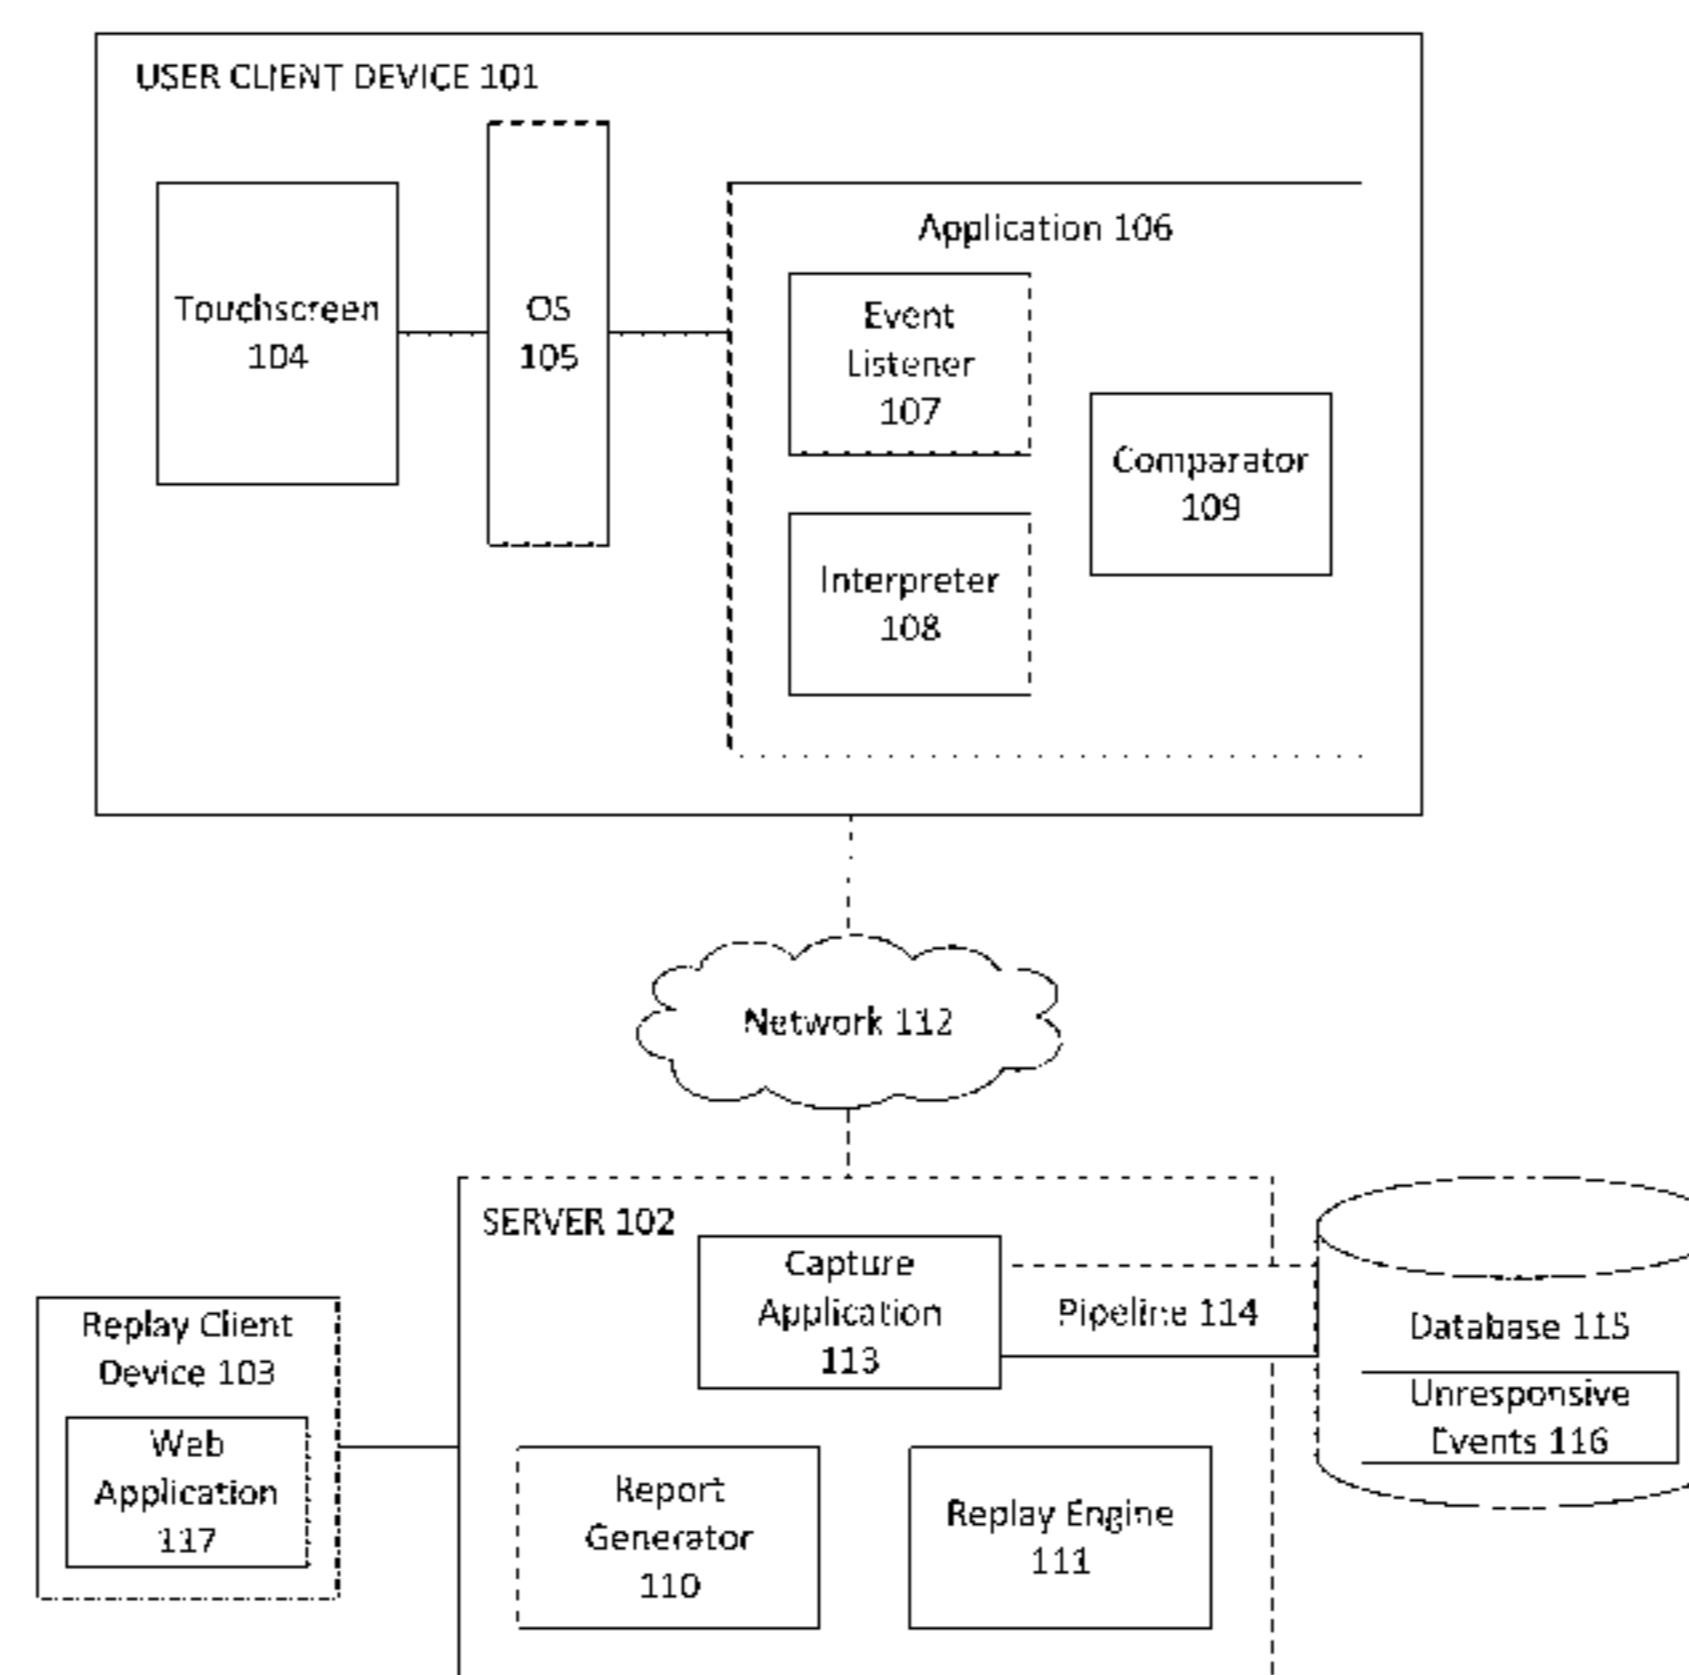 USER CLIENT DEVICE 101
Touchscreen
104
OS
105
Application 106
Event
Listener
107
Comparator
109
Interpreter
108
Network 112
SERVER 102
Capture
Application
113
Pipeline 114
Database 115
Unresponsive
Events 116
Replay Client
Device 103
Web
Application
117
Report
Generator
110
Replay Engine
111